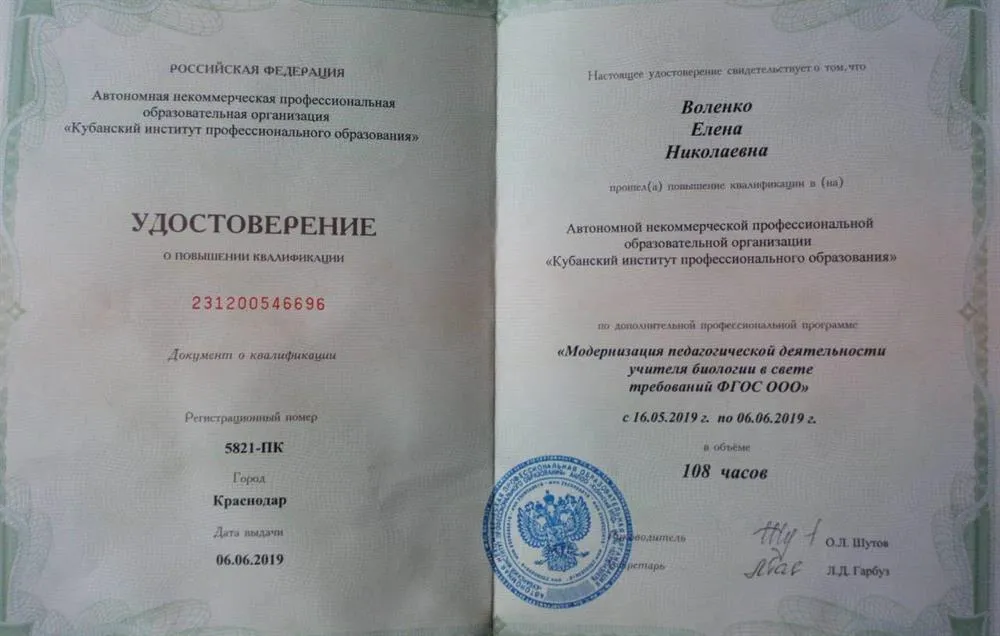 РОССИЙСКАЯ ФЕДЕРАЦИЯ
Автономная некоммерческая профессиональная
образовательная организация
«Кубанский институт профессионального образования»
УДОСТОВЕРЕНИЕ
О ПОВЫШЕНИИ КВАЛИФИКАЦИИ
231200546696
Документ о квалификации
Регистрационный номер
5821-ПК
Город
Краснодар
Дата выдачи
06.06.2019
Настоящее удостоверение свидетельствует о том, что
Воленко
Елена
Николаевна
прошел(а) повышение квалификации в (на)
Автономной некоммерческой профессиональной
образовательной организации
«Кубанский институт профессионального образования»
по дополнительной профессиональной программе
«Модернизация педагогической деятельности
учителя биологии в свете
требований ФГОС ООО»
с 16.05.2019 г. по 06.06.2019 г.
в объёме
108 часов
Руководитель
О.Л. Шутов
Секретарь
Л.Д. Гарбуз